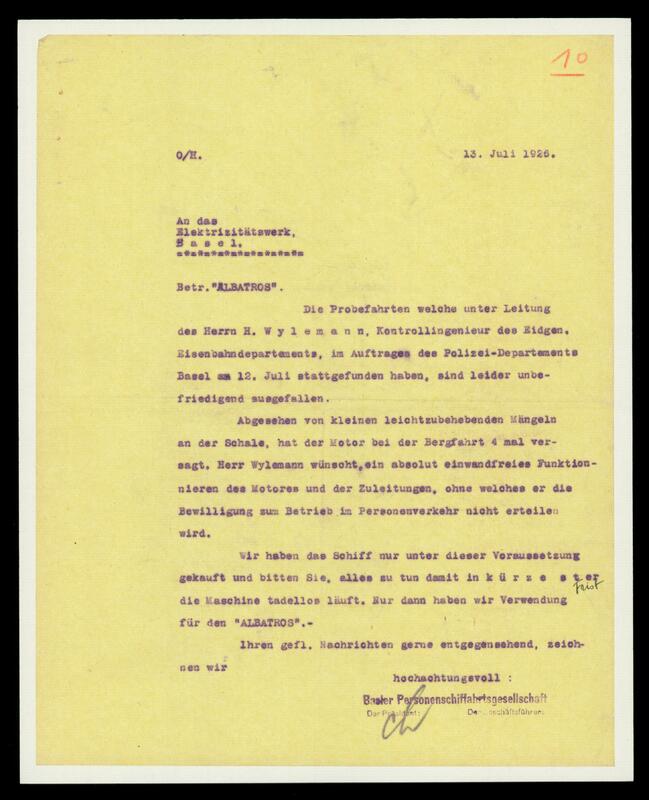 10
O/H.
13. Juli 1926.
An das
Elektrizitätswerk,
B a s e l.
Betr."ALBATROS".
Die Probefahrten welche unter Leitung
des Herrn H. W y l e m a n n, Kontrollingenieur des Eidgen.
Eisenbahndepartements, im Auftrages des Polizei-Departements
Basel am 12. Juli stattgefunden haben, sind leider unbe-
friedigend ausgefallen.
Abgesehen von kleinen leichtzubehebenden Mängeln
an der Schale, hat der Motor bei der Bergfahrt 4 mal ver-
sagt. Herr Wylemann wünscht,ein absolut einwandfreies Funktion-
nieren des Motores und der Zuleitungen, ohne welches er die
Bewilligung zum Betrieb im Personenverkehr nicht erteilen
wird.
Wir haben das Schiff nur unter dieser Voraussetzung
gekauft und bitten Sie, alles zu tun damit in k ü r z e s t er
Frist
die Maschine tadellos läuft. Nur dann haben wir Verwendung
für den "ALBATROS".-
Ihren gefl. Nachrichten gerne entgegensehend, zeich-
nen wir
hochachtungsvoll :
Basler Personenschiffahrtsgesellschaft
Der Präsident: Der Geschäftsführer: